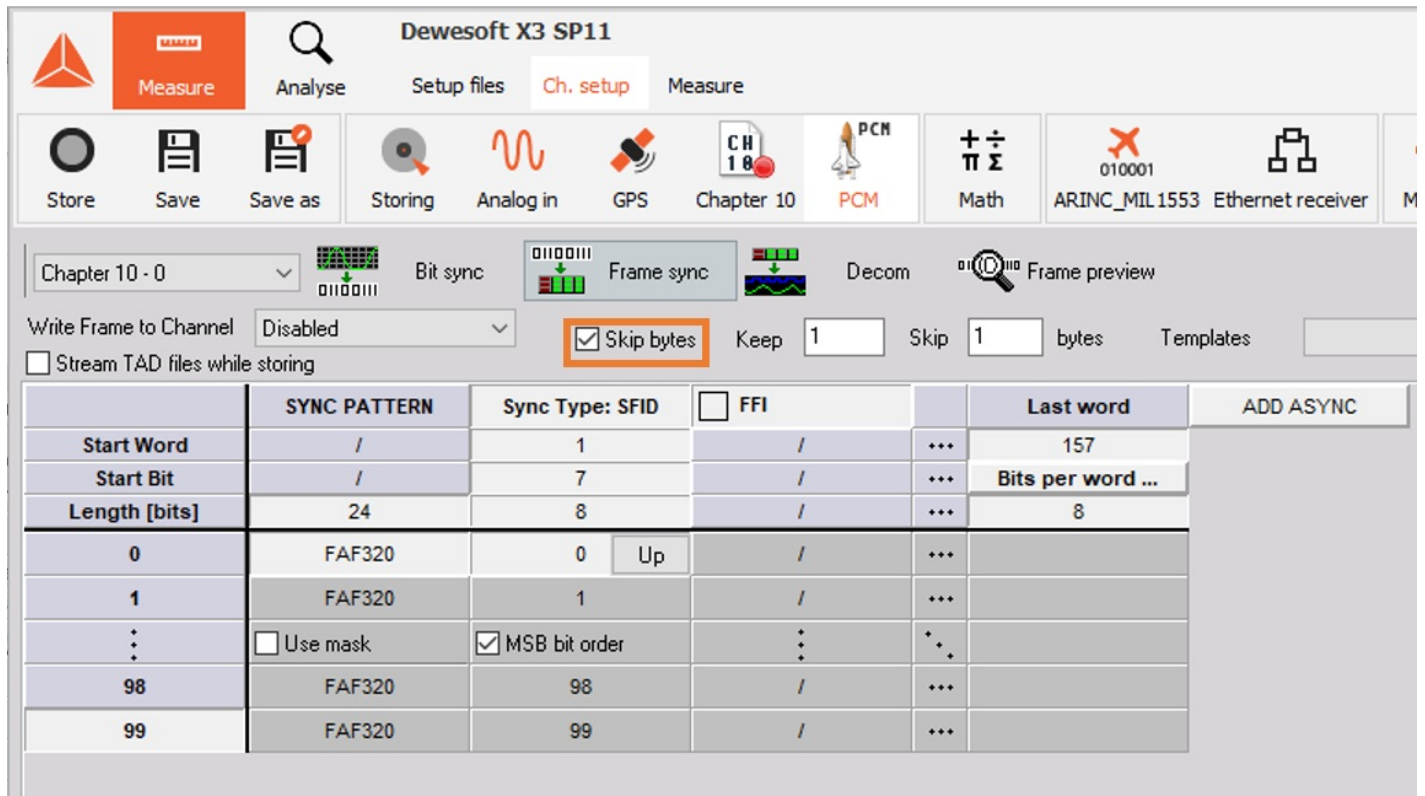 Dewesoft X3 SP11
Measure Analyse Setup files Ch. setup Measure
PCM
CH
10
010001
Store Save Save as Storing Analog in GPS Chapter 10 PCM Math ARINC_MIL1553 Ethernet receiver M
Chapter 10 - 0 01100111 Bit sync 01100111 Frame sync Decom Frame preview
Write Frame to Channel Disabled Skip bytes Keep 1 Skip 1 bytes Templates
Stream TAD files while storing
SYNC PATTERN Sync Type: SFID FFI Last word ADD ASYNC
Start Word / 1 / ... 157
Start Bit / 7 / ... Bits per word ...
Length [bits] 24 8 / ... 8
0 FAF320 0 Up / ...
1 FAF320 1 / ...
Use mask MSB bit order
98 FAF320 98 / ...
99 FAF320 99 / ...